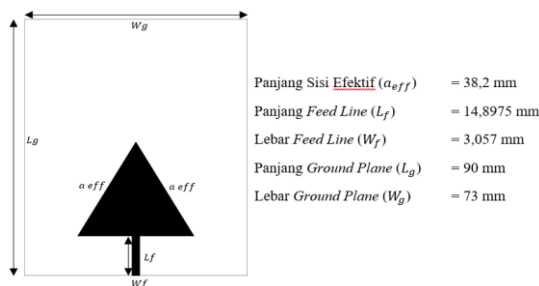 Wg
Panjang Sisi Efektif (aeff) = 38,2 mm
Panjang Feed Line (Lf) = 14,8975 mm
Lebar Feed Line (Wf) = 3,057 mm
Panjang Ground Plane (Lg) = 90 mm
Lebar Ground Plane (Wg) = 73 mm
Lg
a eff a eff
Lf
Wf